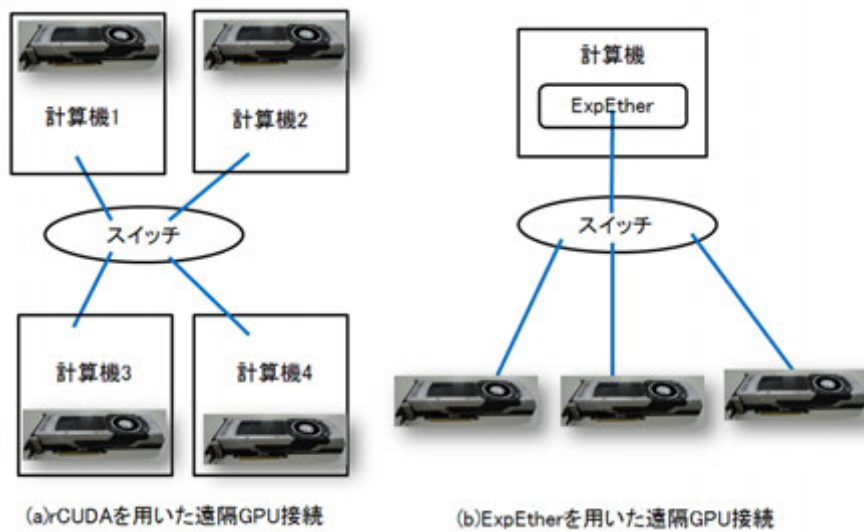 計算機1
計算機2
スイッチ
計算機3
計算機4
(a)rCUDAを用いた遠隔GPU接続
計算機
ExpEther
スイッチ
(b)ExpEtherを用いた遠隔GPU接続